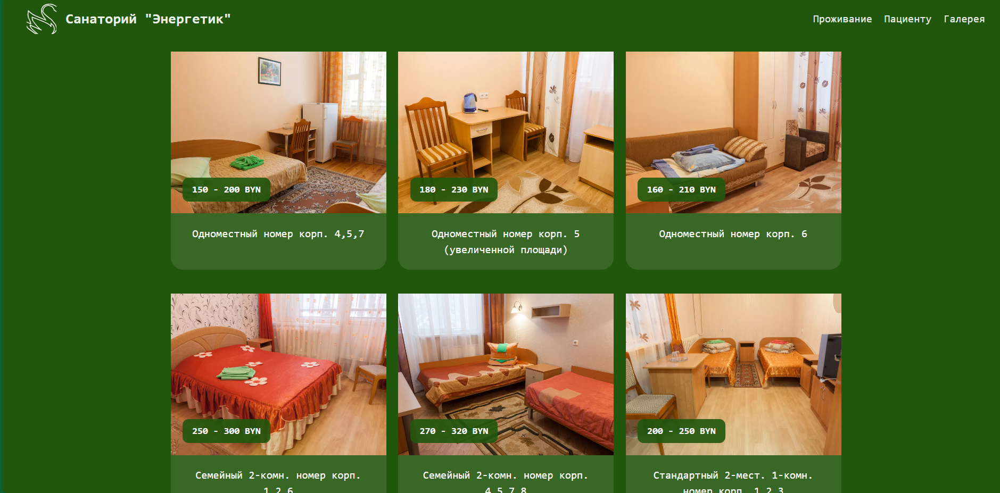 Санаторий "Энергетик"
Проживание Пациенту Галерея
150 - 200 BYN
180 - 230 BYN
160 - 210 BYN
Одноместный номер корп. 4,5,7
Одноместный номер корп. 5
(увеличенной площади)
Одноместный номер корп. 6
250 - 300 BYN
270 - 320 BYN
200 - 250 BYN
Семейный 2-комн. номер корп.
1,2,6
Семейный 2-комн. номер корп.
4,5,7,8
Стандартный 2-мест. 1-комн.
номер корп. 1,2,3